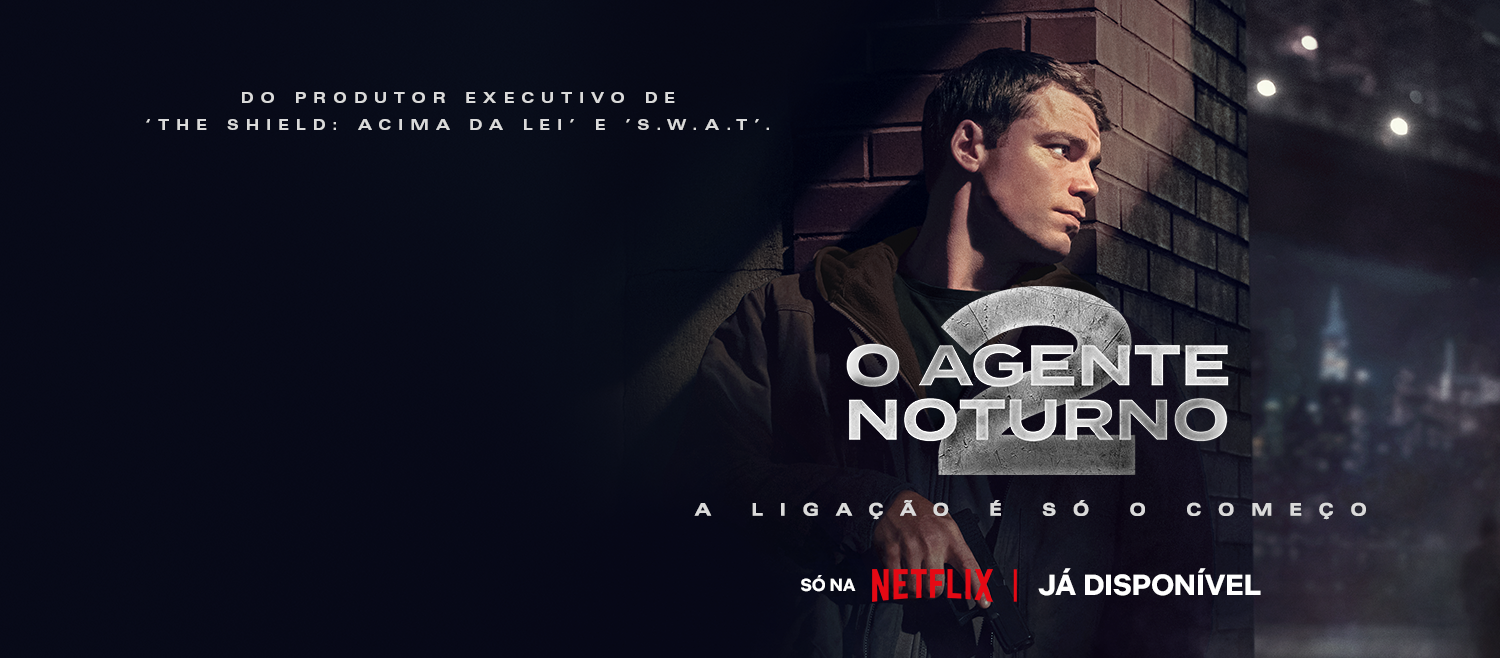 DO PRODUTOR EXECUTIVO DE
'THE SHIELD: ACIMA DA LEI' E 'S.W.A.T'.
2
O AGENTE
NOTURNO
A LIGAÇÃO É SÓ O COMEÇO
SÓ NA NETFLIX | JÁ DISPONÍVEL